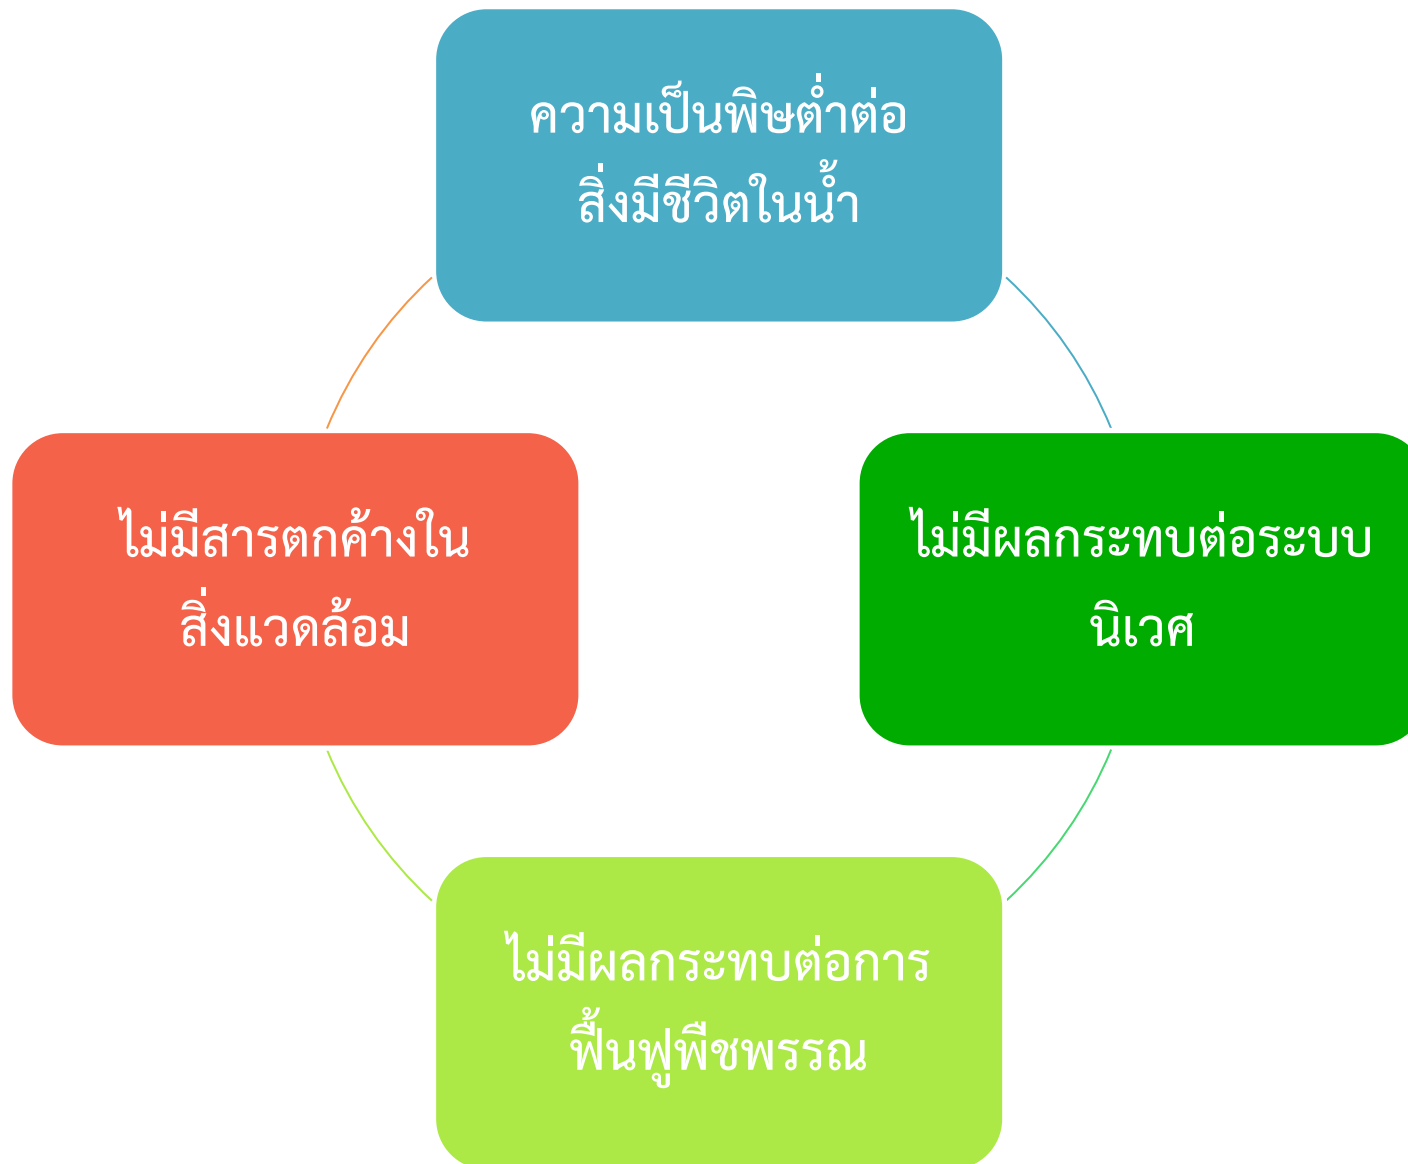 ความเป็นพิษต่ำต่อ
สิ่งมีชีวิตในน้ำ
ไม่มีสารตกค้างใน
สิ่งแวดล้อม
ไม่มีผลกระทบต่อระบบ
นิเวศ
ไม่มีผลกระทบต่อการ
ฟื้นฟูพืชพรรณ